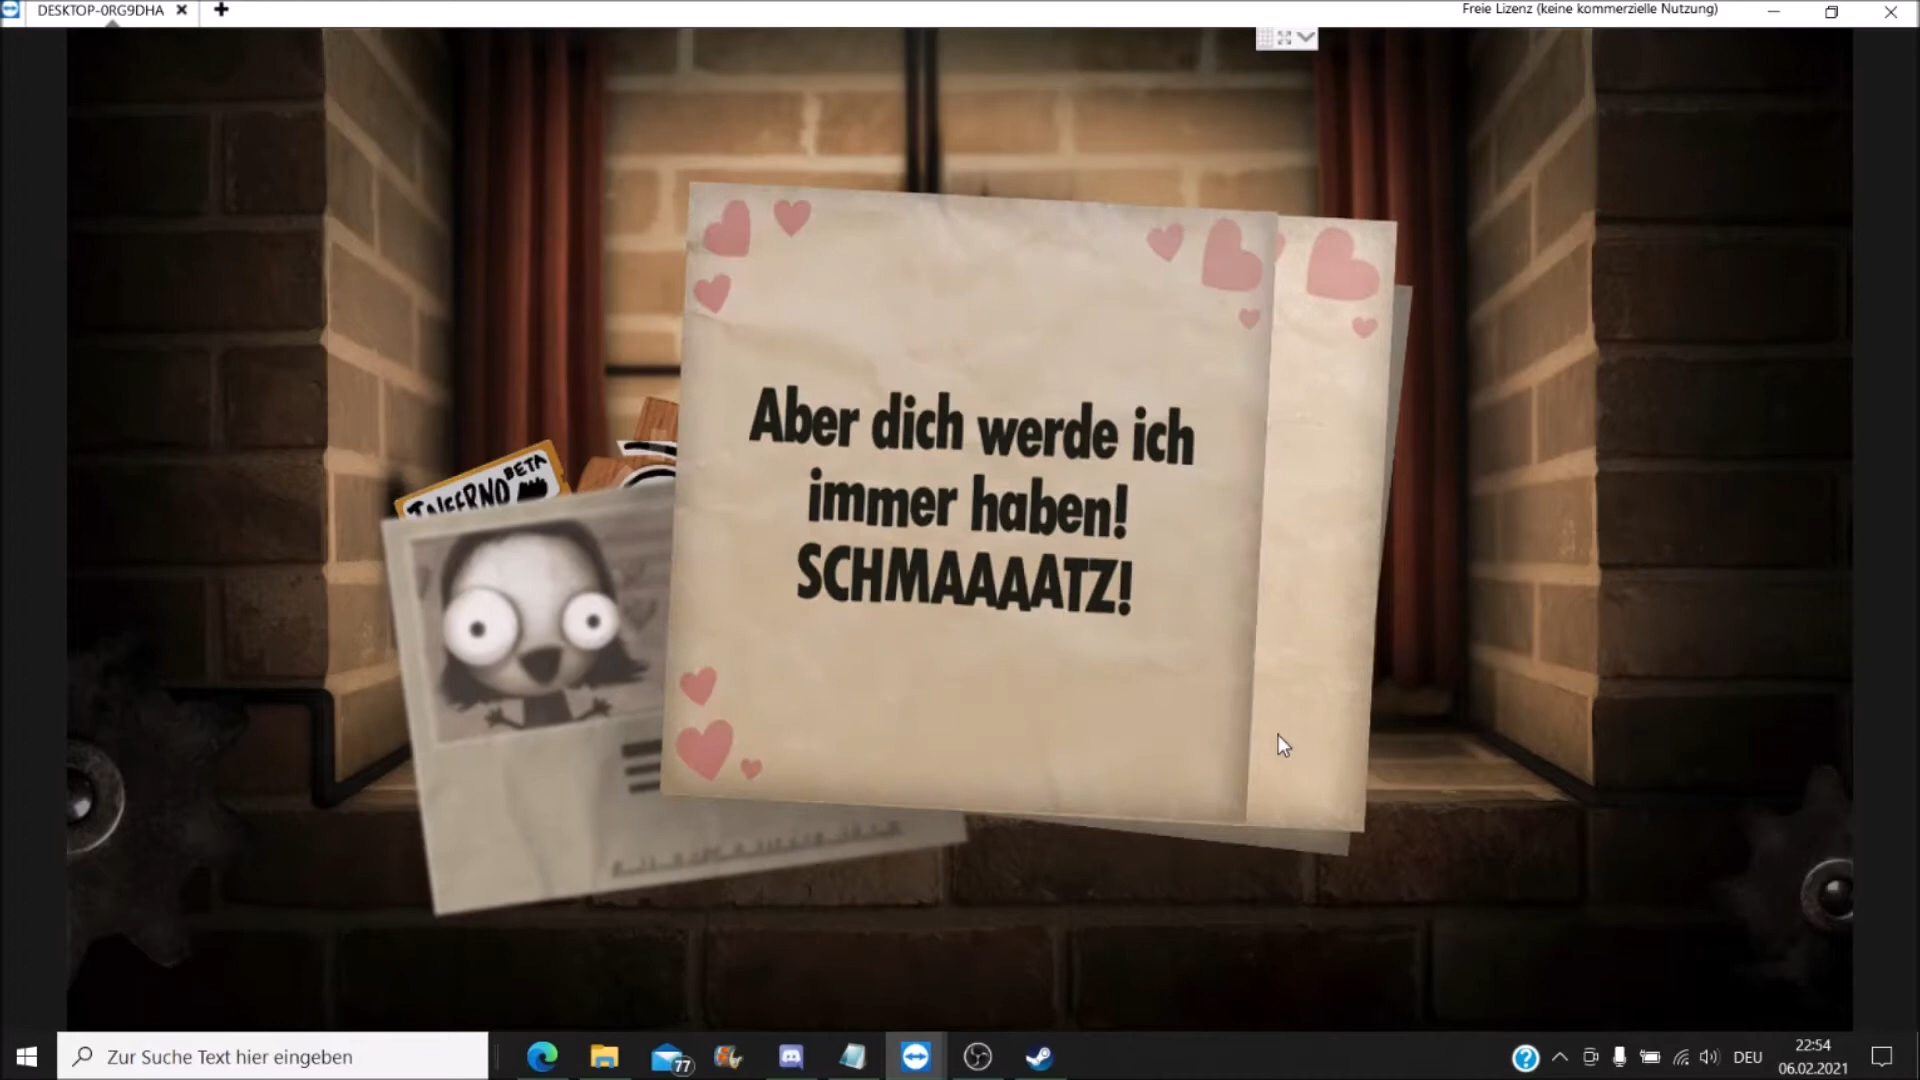 DESKTOP-0RG9DHA
Freie Lizenz (keine kommerzielle Nutzung)
Aber dich werde ich
immer haben!
SCHMAAAATZ!
INFERNO BETA
Zur Suche Text hier eingeben
77
DEU
22:54
06.02.2021